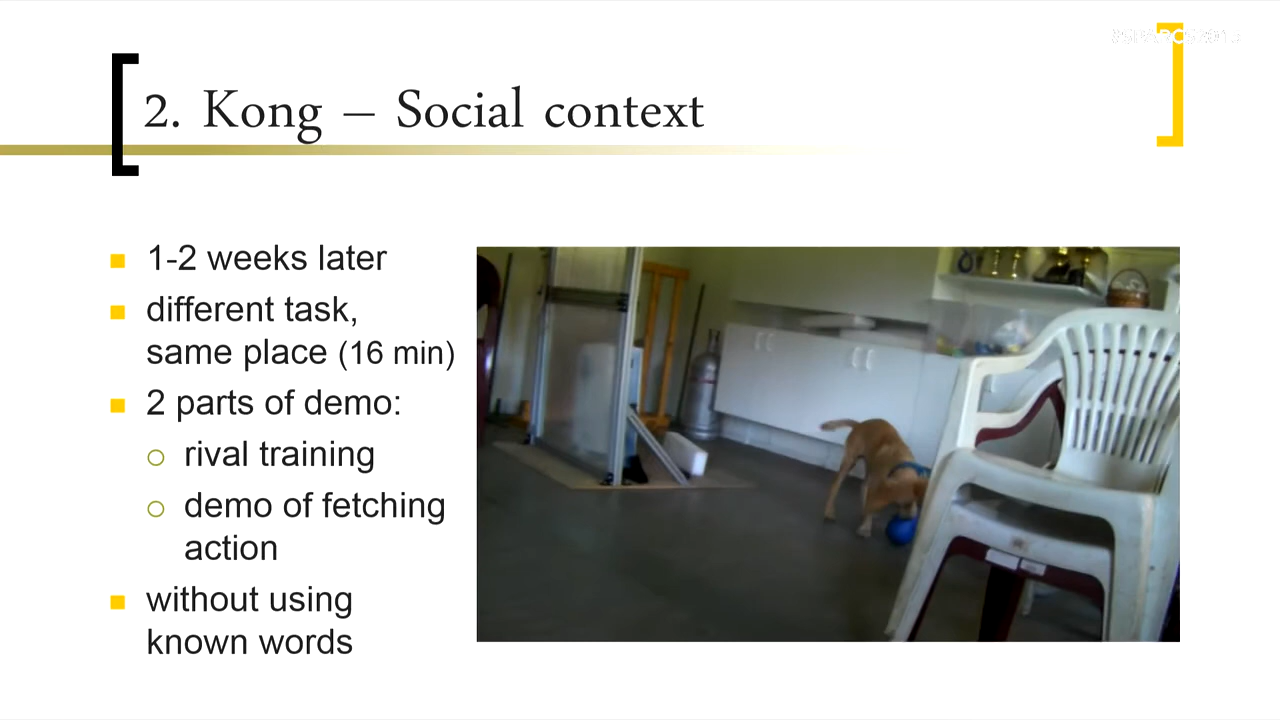 2. Kong – Social context
1-2 weeks later
different task,
same place (16 min)
2 parts of demo:
rival training
demo of fetching
action
without using
known words